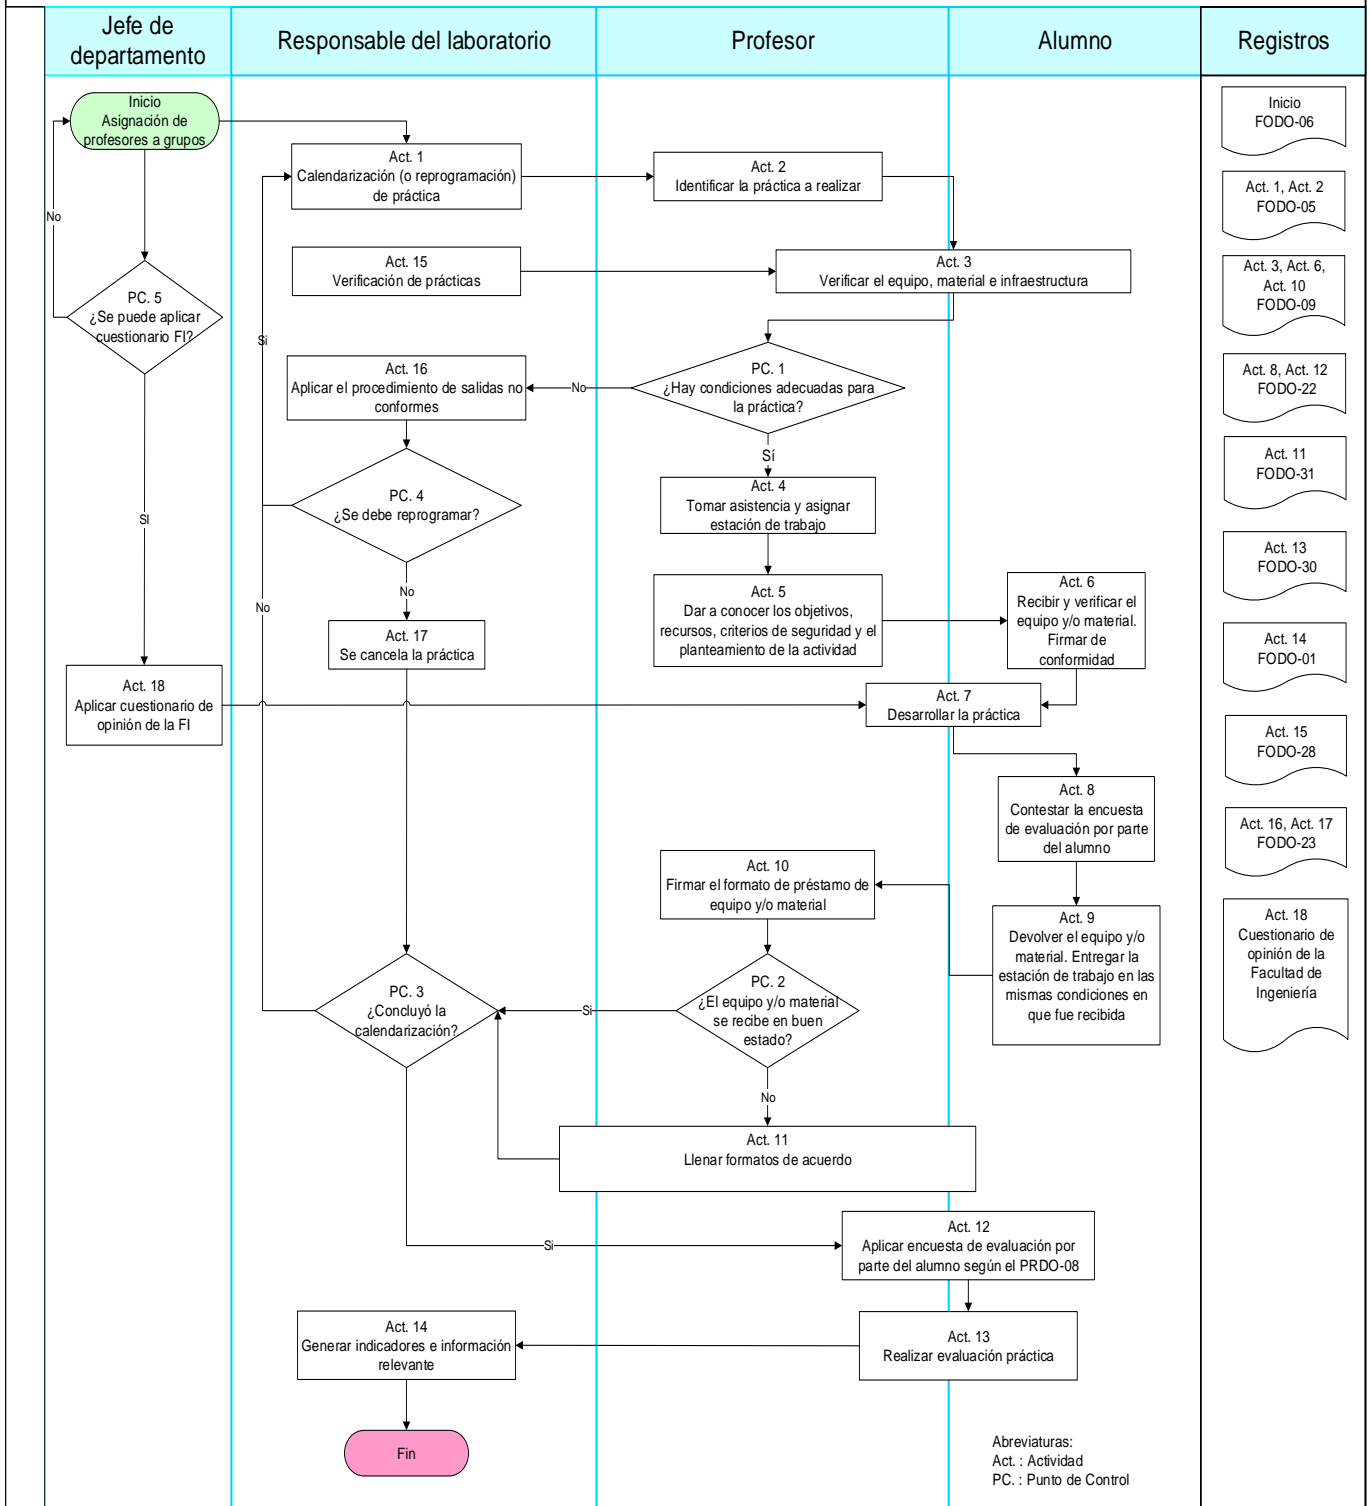 Jefe de
departamento
Responsable del laboratorio
Profesor
Alumno
Registros
Inicio
Asignación de
profesores a grupos
Act. 1
Calendarización (o reprogramación)
de práctica
Act. 2
Identificar la práctica a realizar
Inicio
FODO-06
Act. 1, Act. 2
FODO-05
No
Act. 15
Verificación de prácticas
Act. 3
Verificar el equipo, material e infraestructura
Act. 3, Act. 6,
Act. 10
FODO-09
PC. 5
¿Se puede aplicar
cuestionario FI?
Si
Act. 16
Aplicar el procedimiento de salidas no
conformes
No
PC. 1
¿Hay condiciones adecuadas para
la práctica?
Act. 8, Act. 12
FODO-22
Sí
Act. 11
FODO-31
PC. 4
¿Se debe reprogramar?
Act. 4
Tomar asistencia y asignar
estación de trabajo
SI
Act. 13
FODO-30
No
No
Act. 5
Dar a conocer los objetivos,
recursos, criterios de seguridad y el
planteamiento de la actividad
Act. 6
Recibir y verificar el
equipo y/o material.
Firmar de
conformidad
Act. 17
Se cancela la práctica
Act. 14
FODO-01
Act. 18
Aplicar cuestionario de
opinión de la FI
Act. 7
Desarrollar la práctica
Act. 15
FODO-28
Act. 8
Contestar la encuesta
de evaluación por parte
del alumno
Act. 16, Act. 17
FODO-23
Act. 10
Firmar el formato de préstamo de
equipo y/o material
Act. 9
Devolver el equipo y/o
material. Entregar la
estación de trabajo en las
mismas condiciones en
que fue recibida
Act. 18
Cuestionario de
opinión de la
Facultad de
Ingeniería
PC. 3
¿Concluyó la
calendarización?
Si
PC. 2
¿El equipo y/o material
se recibe en buen
estado?
No
Act. 11
Llenar formatos de acuerdo
Si
Act. 12
Aplicar encuesta de evaluación por
parte del alumno según el PRDO-08
Act. 14
Generar indicadores e información
relevante
Act. 13
Realizar evaluación práctica
Fin
Abreviaturas:
Act. : Actividad
PC. : Punto de Control